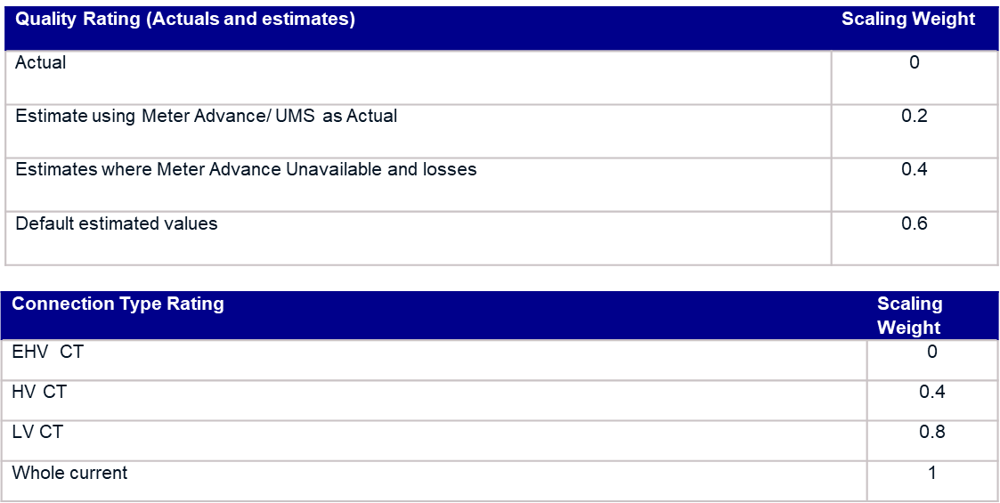 Quality Rating (Actuals and estimates) Scaling Weight
Actual 0
Estimate using Meter Advance/ UMS as Actual 0.2
Estimates where Meter Advance Unavailable and losses 0.4
Default estimated values 0.6
Connection Type Rating Scaling
Weight
EHV CT 0
HV CT 0.4
LV CT 0.8
Whole current 1